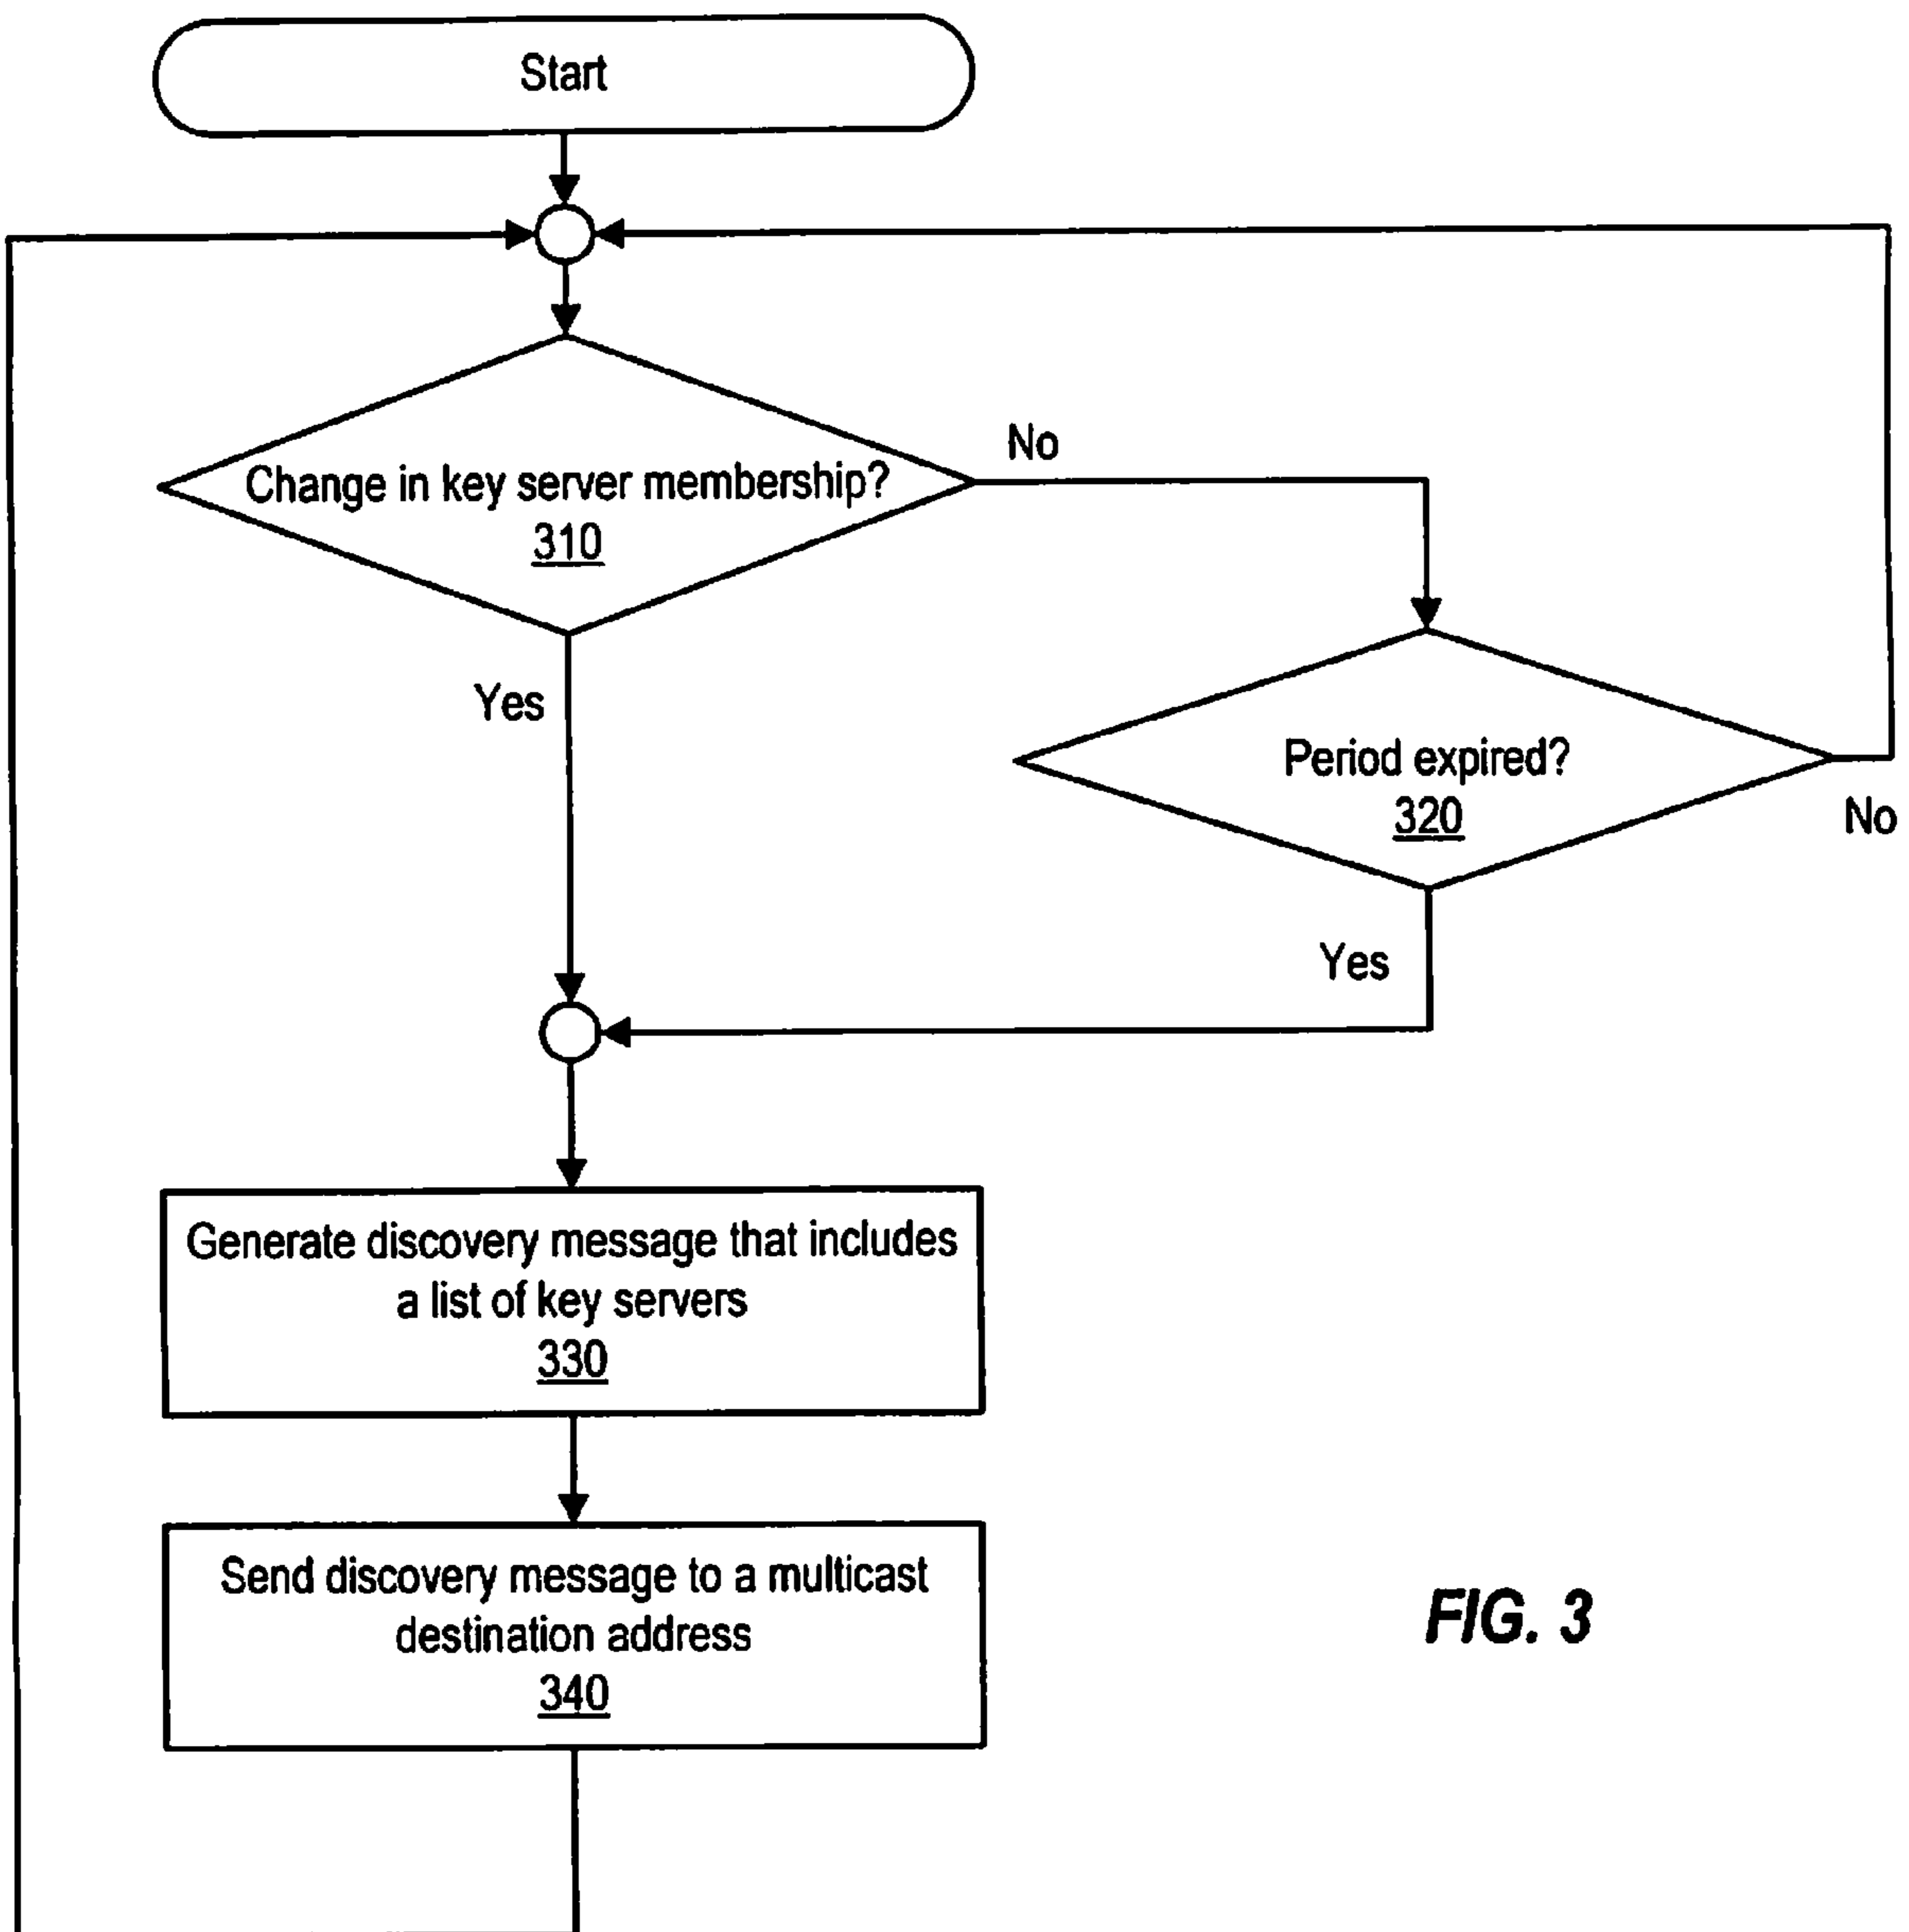 Start
No
Change in key server membership?
310
Yes
Period expired?
320
No
Yes
Generate discovery message that includes
a list of key servers
330
Send discovery message to a multicast
destination address
340
FIG. 3